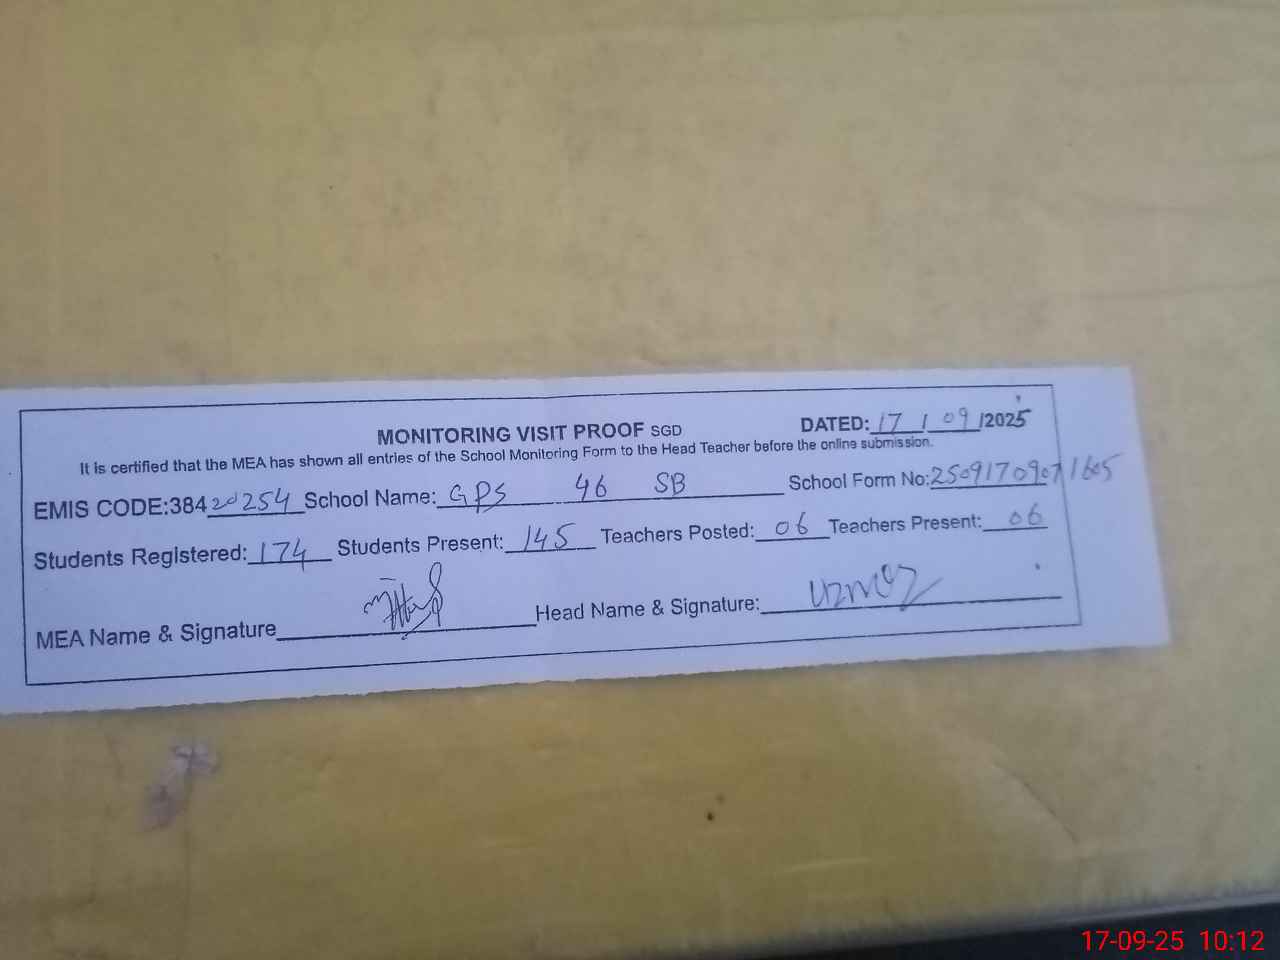 MONITORING VISIT PROOF SGD DATED: 17 / 09 /2025
It is certified that the MEA has shown all entries of the School Monitoring Form to the Head Teacher before the online submission.
EMIS CODE:38420254 School Name: GPS 46 SB School Form No: 25091709071605
Students Registered: 174 Students Present: 145 Teachers Posted: 06 Teachers Present: 06
MEA Name & Signature Head Name & Signature:
17-09-25 10:12